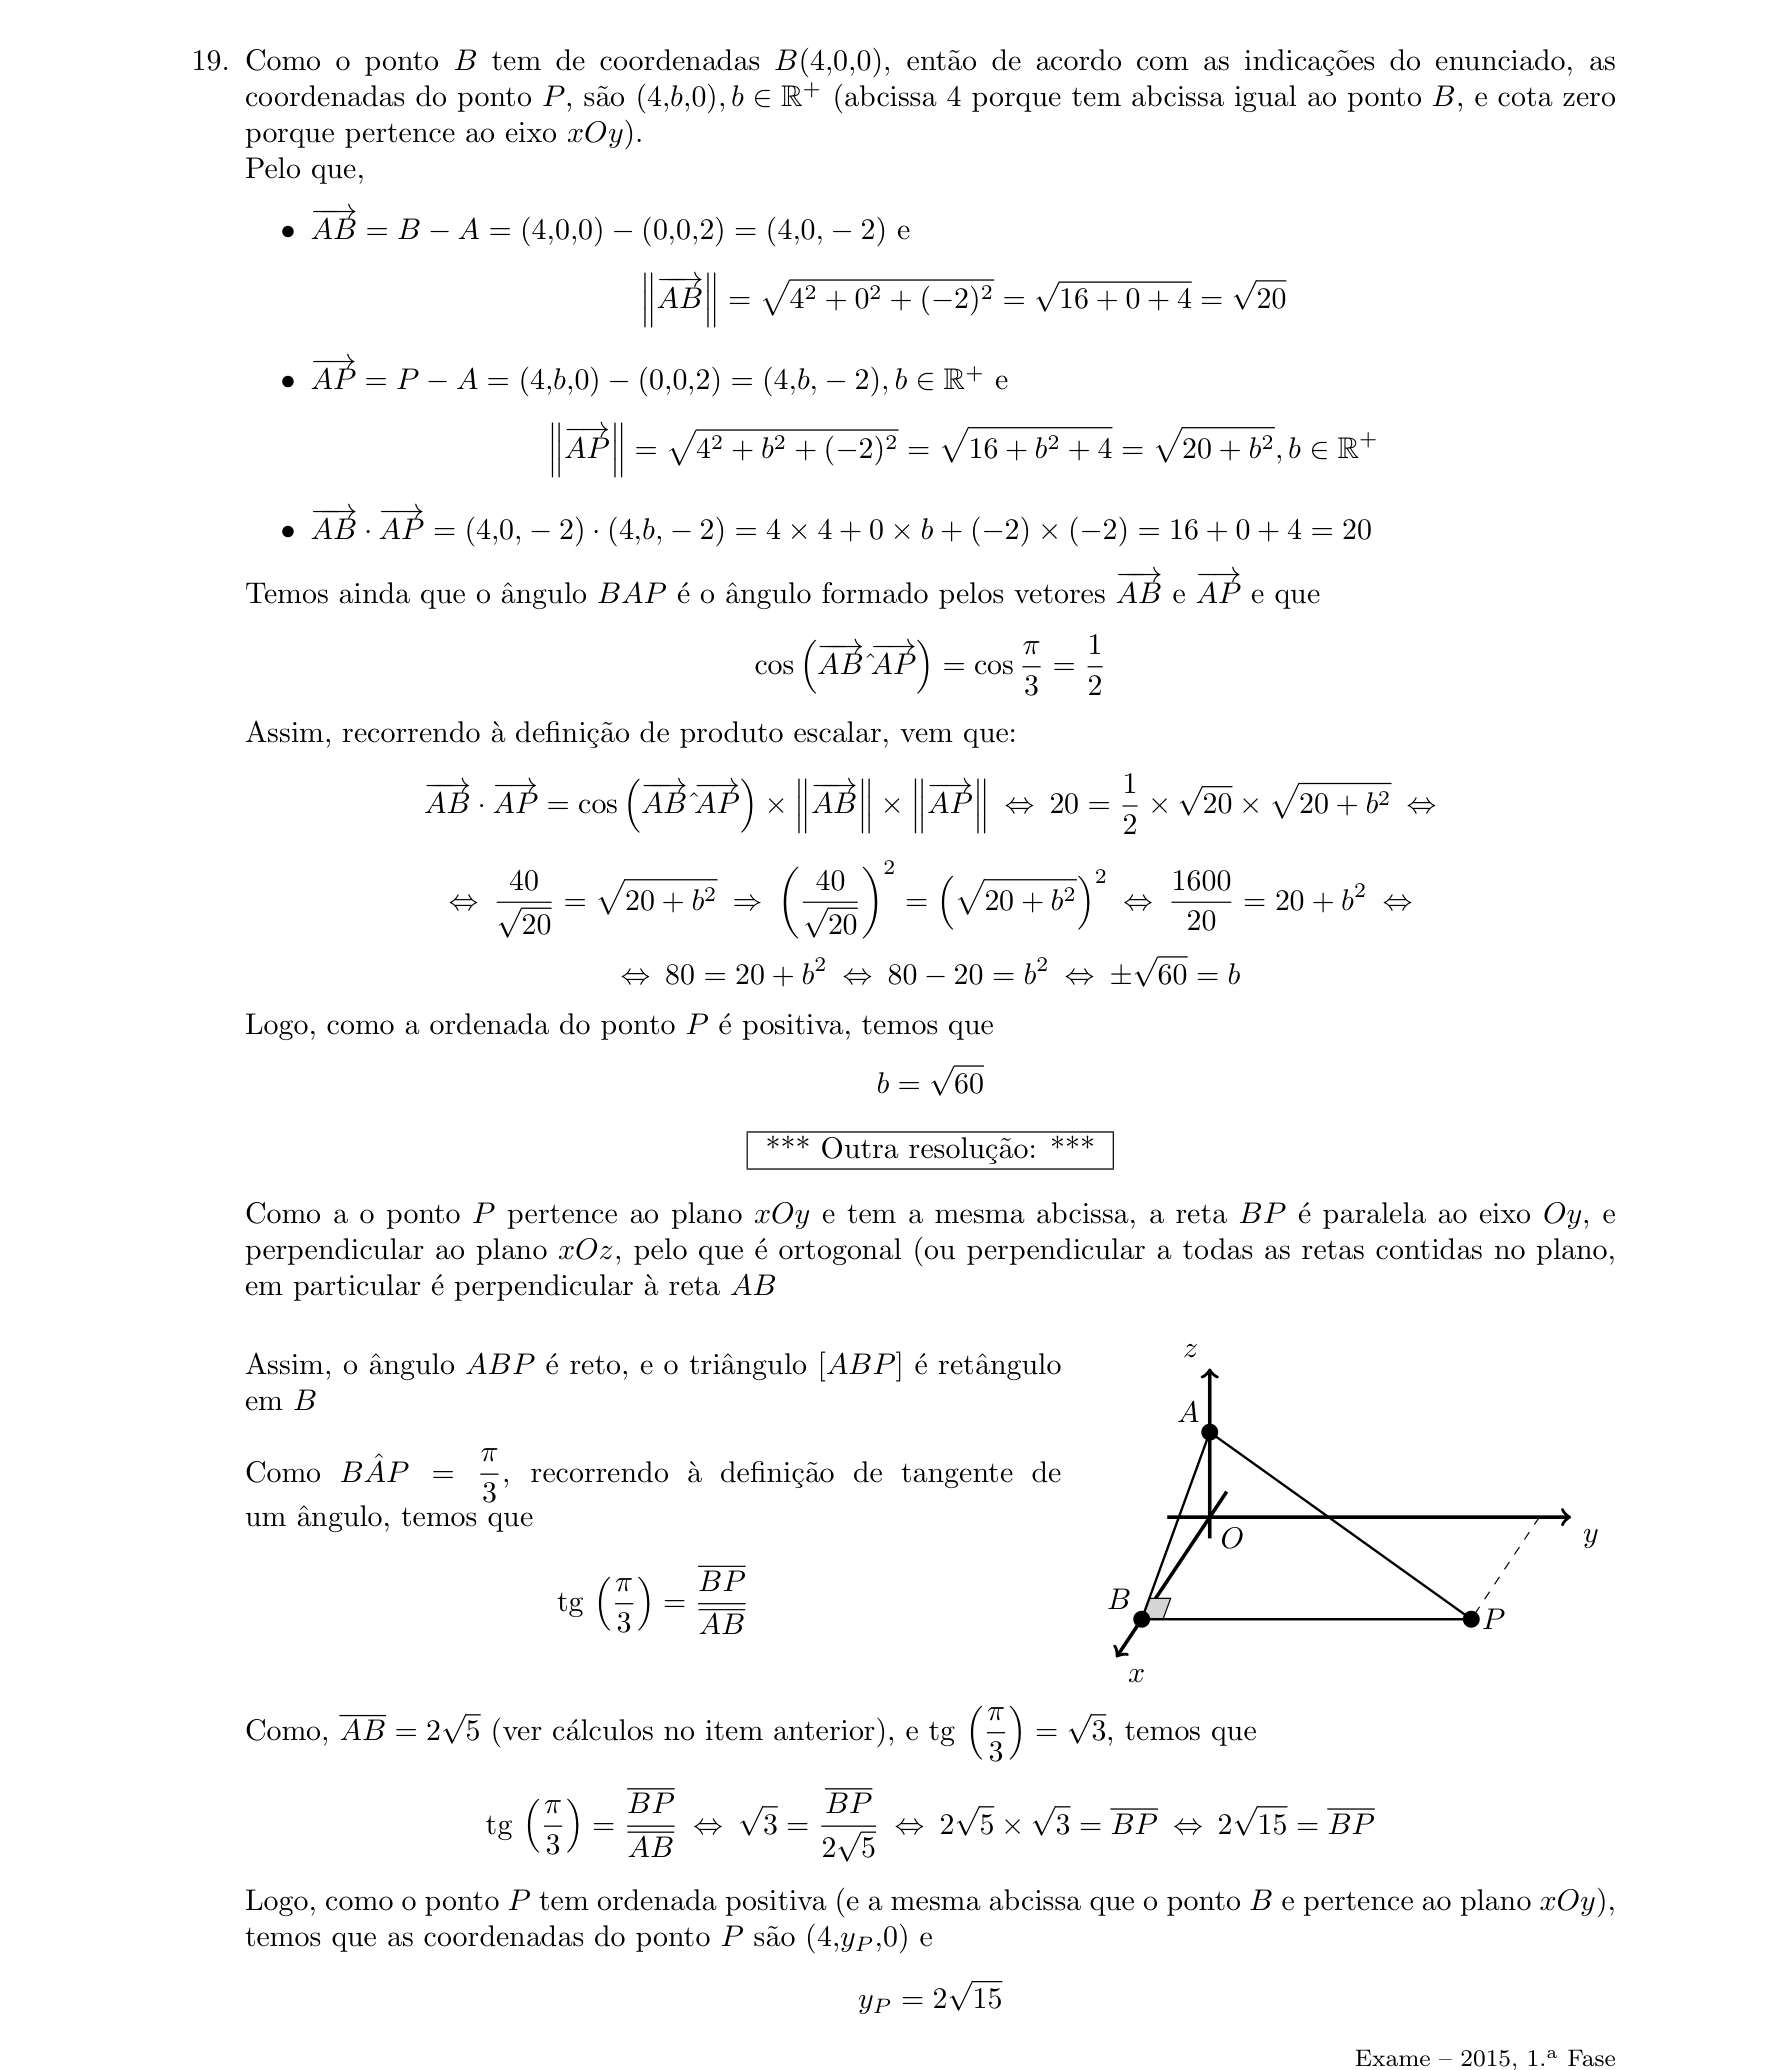 19. Como o ponto B tem de coordenadas B(4,0,0), então de acordo com as indicações do enunciado, as
coordenadas do ponto P, são (4,b,0), b ∈ ℝ⁺ (abcissa 4 porque tem abcissa igual ao ponto B, e cota zero
porque pertence ao eixo xOy).
Pelo que,
• $\overrightarrow{AB} = B - A = (4,0,0) - (0,0,2) = (4,0,-2)$ e
$\left\|\overrightarrow{AB}\right\| = \sqrt{4^2 + 0^2 + (-2)^2} = \sqrt{16 + 0 + 4} = \sqrt{20}$
• $\overrightarrow{AP} = P - A = (4,b,0) - (0,0,2) = (4,b,-2), b \in \mathbb{R}^+$ e
$\left\|\overrightarrow{AP}\right\| = \sqrt{4^2 + b^2 + (-2)^2} = \sqrt{16 + b^2 + 4} = \sqrt{20 + b^2}, b \in \mathbb{R}^+$
• $\overrightarrow{AB} \cdot \overrightarrow{AP} = (4,0,-2) \cdot (4,b,-2) = 4 \times 4 + 0 \times b + (-2) \times (-2) = 16 + 0 + 4 = 20$
Temos ainda que o ângulo BAP é o ângulo formado pelos vetores $\overrightarrow{AB}$ e $\overrightarrow{AP}$ e que
$\cos\left(\overrightarrow{AB} \hat{\ } \overrightarrow{AP}\right) = \cos\frac{\pi}{3} = \frac{1}{2}$
Assim, recorrendo à definição de produto escalar, vem que:
$\overrightarrow{AB} \cdot \overrightarrow{AP} = \cos\left(\overrightarrow{AB} \hat{\ } \overrightarrow{AP}\right) \times \left\|\overrightarrow{AB}\right\| \times \left\|\overrightarrow{AP}\right\| \Leftrightarrow 20 = \frac{1}{2} \times \sqrt{20} \times \sqrt{20 + b^2} \Leftrightarrow$
$\Leftrightarrow \frac{40}{\sqrt{20}} = \sqrt{20 + b^2} \Rightarrow \left(\frac{40}{\sqrt{20}}\right)^2 = \left(\sqrt{20 + b^2}\right)^2 \Leftrightarrow \frac{1600}{20} = 20 + b^2 \Leftrightarrow$
$\Leftrightarrow 80 = 20 + b^2 \Leftrightarrow 80 - 20 = b^2 \Leftrightarrow \pm\sqrt{60} = b$
Logo, como a ordenada do ponto P é positiva, temos que
$b = \sqrt{60}$
*** Outra resolução: ***
Como a o ponto P pertence ao plano xOy e tem a mesma abcissa, a reta BP é paralela ao eixo Oy, e
perpendicular ao plano xOz, pelo que é ortogonal (ou perpendicular a todas as retas contidas no plano,
em particular é perpendicular à reta AB
Assim, o ângulo ABP é reto, e o triângulo [ABP] é retângulo
em B
Como $B\hat{A}P = \frac{\pi}{3}$, recorrendo à definição de tangente de
um ângulo, temos que
$\text{tg}\left(\frac{\pi}{3}\right) = \frac{\overline{BP}}{\overline{AB}}$
z
A
O
y
B
P
x
Como, $\overline{AB} = 2\sqrt{5}$ (ver cálculos no item anterior), e $\text{tg}\left(\frac{\pi}{3}\right) = \sqrt{3}$, temos que
$\text{tg}\left(\frac{\pi}{3}\right) = \frac{\overline{BP}}{\overline{AB}} \Leftrightarrow \sqrt{3} = \frac{\overline{BP}}{2\sqrt{5}} \Leftrightarrow 2\sqrt{5} \times \sqrt{3} = \overline{BP} \Leftrightarrow 2\sqrt{15} = \overline{BP}$
Logo, como o ponto P tem ordenada positiva (e a mesma abcissa que o ponto B e pertence ao plano xOy),
temos que as coordenadas do ponto P são $(4,y_P,0)$ e
$y_P = 2\sqrt{15}$
Exame – 2015, 1.ª Fase